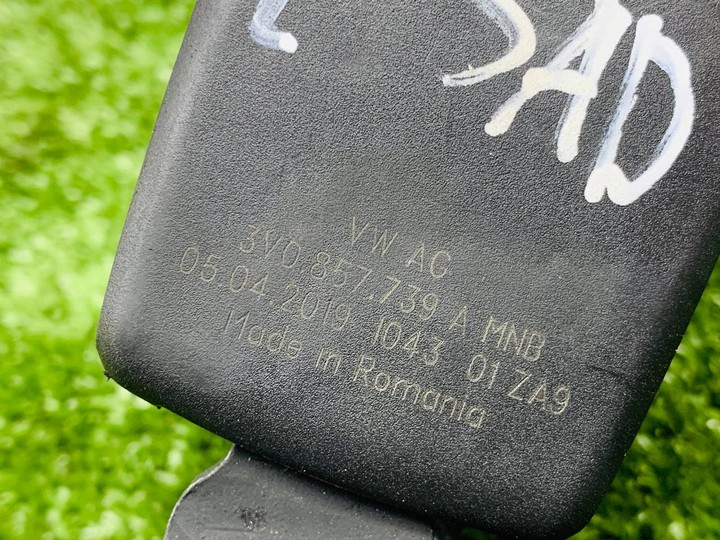 SAD
VW AG
3V0.857.739 A MNB
05.04.2019 1043 01 ZA9
Made in Romania